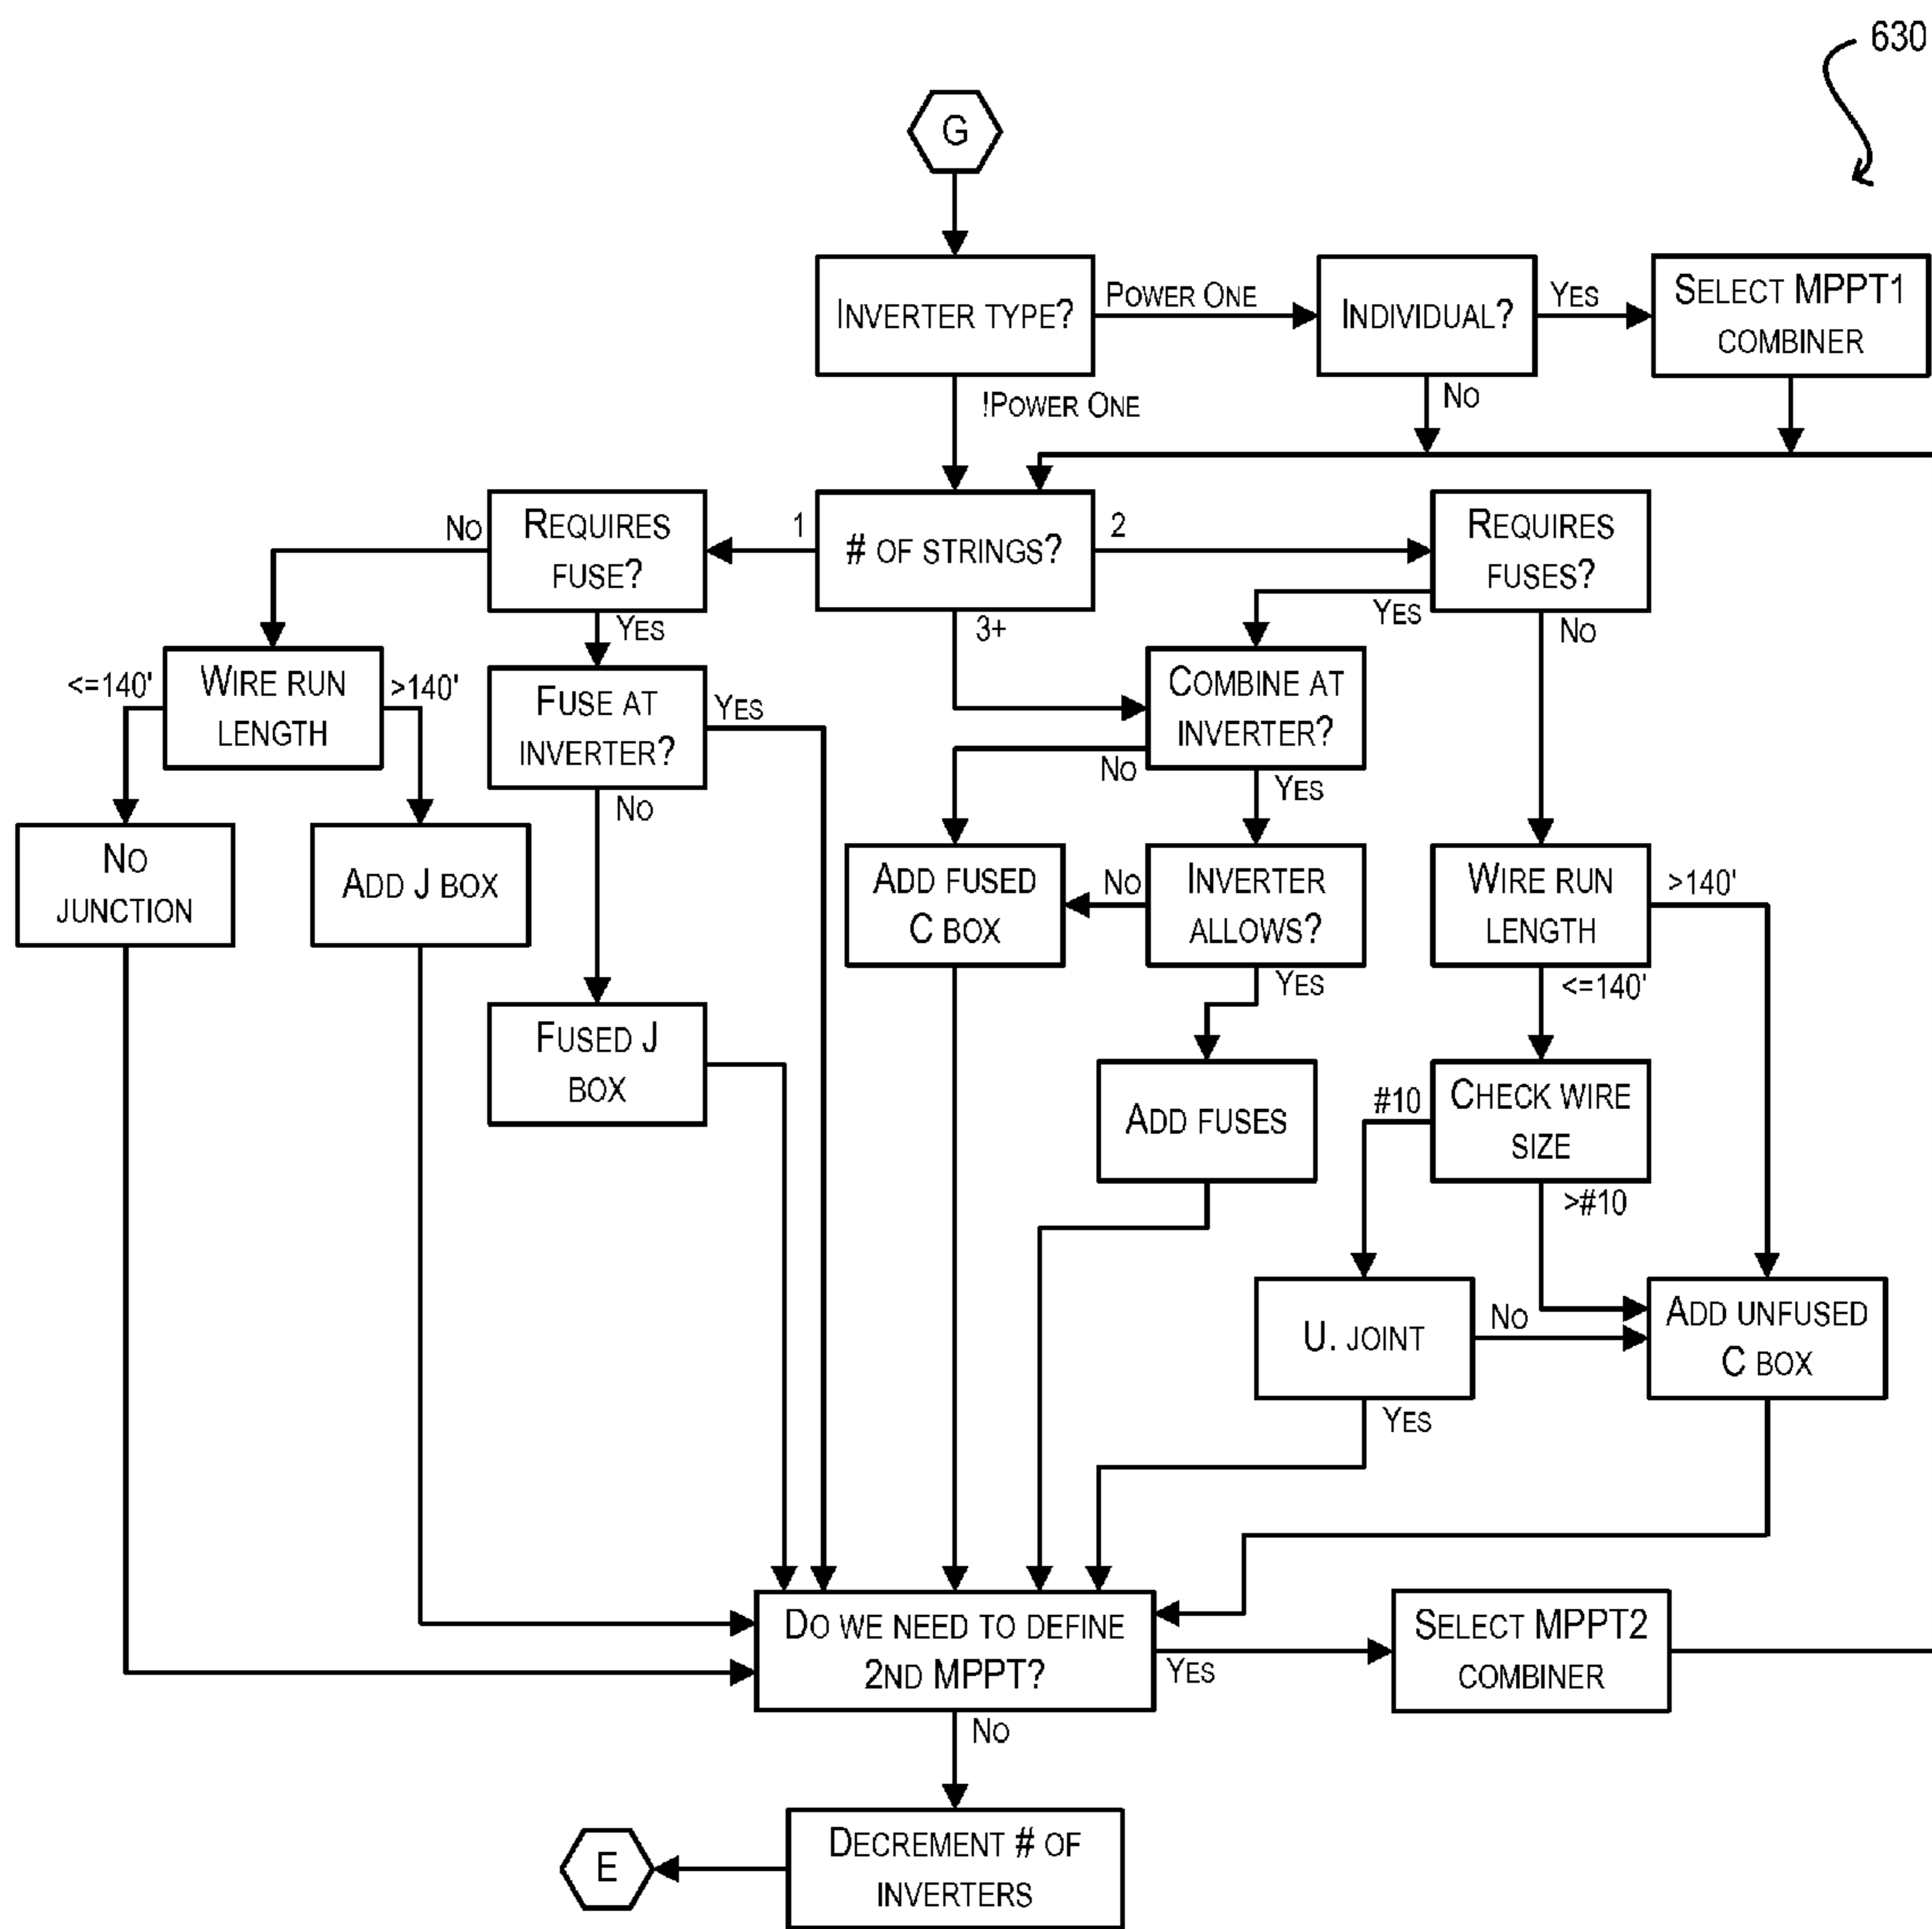 630
G
Inverter type?
Power One
Individual?
Yes
Select MPPT1
combiner
!Power One
No
No
Requires
fuse?
1
# of strings?
2
Requires
fuses?
Yes
3+
Yes
No
<=140'
Wire run
length
>140'
Fuse at
inverter?
Yes
Combine at
inverter?
No
No
Yes
No
junction
Add J box
Add fused
C box
No
Inverter
allows?
Wire run
length
>140'
Yes
<=140'
Fused J
box
Add fuses
#10
Check wire
size
>#10
U. joint
No
Add unfused
C box
Yes
Do we need to define
2nd MPPT?
Yes
Select MPPT2
combiner
No
E
Decrement # of
inverters